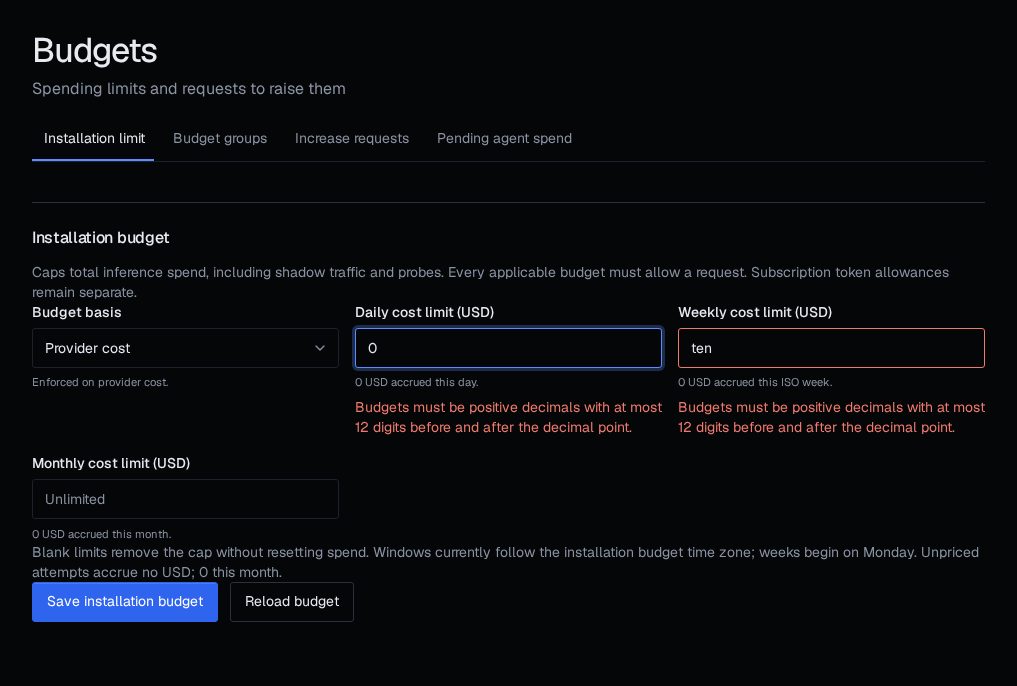 Budgets
Spending limits and requests to raise them
Installation limit
Budget groups
Increase requests
Pending agent spend
Installation budget
Caps total inference spend, including shadow traffic and probes. Every applicable budget must allow a request. Subscription token allowances
remain separate.
Budget basis
Provider cost
Enforced on provider cost.
Daily cost limit (USD)
0
0 USD accrued this day.
Budgets must be positive decimals with at most
12 digits before and after the decimal point.
Weekly cost limit (USD)
ten
0 USD accrued this ISO week.
Budgets must be positive decimals with at most
12 digits before and after the decimal point.
Monthly cost limit (USD)
Unlimited
0 USD accrued this month.
Blank limits remove the cap without resetting spend. Windows currently follow the installation budget time zone; weeks begin on Monday. Unpriced
attempts accrue no USD; 0 this month.
Save installation budget
Reload budget